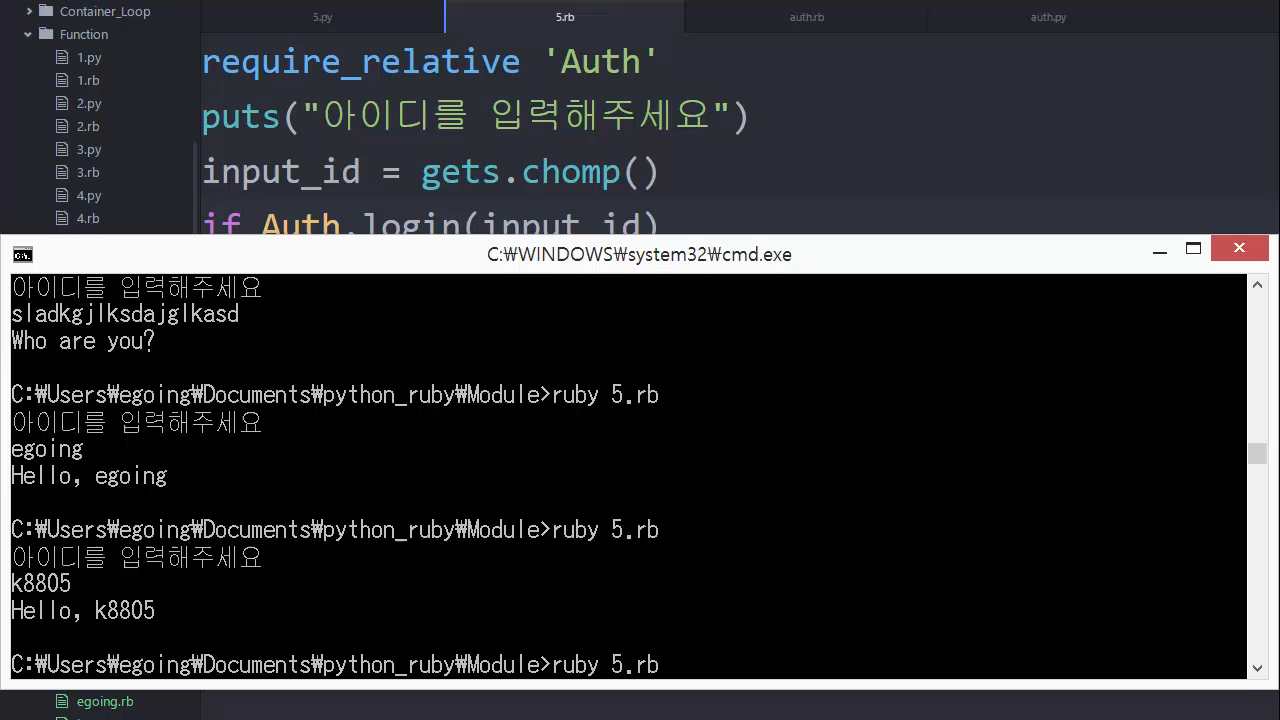 Container_Loop
Function
1.py
1.rb
2.py
2.rb
3.py
3.rb
4.py
4.rb
5.py
5.rb
auth.rb
auth.py
require_relative 'Auth'
puts("아이디를 입력해주세요")
input_id = gets.chomp()
if Auth.login(input_id)
C:₩WINDOWS₩system32₩cmd.exe
아이디를 입력해주세요
sladkgjlksdajglkasd
Who are you?
C:₩Users₩egoing₩Documents₩python_ruby₩Module>ruby 5.rb
아이디를 입력해주세요
egoing
Hello, egoing
C:₩Users₩egoing₩Documents₩python_ruby₩Module>ruby 5.rb
아이디를 입력해주세요
k8805
Hello, k8805
C:₩Users₩egoing₩Documents₩python_ruby₩Module>ruby 5.rb
egoing.rb